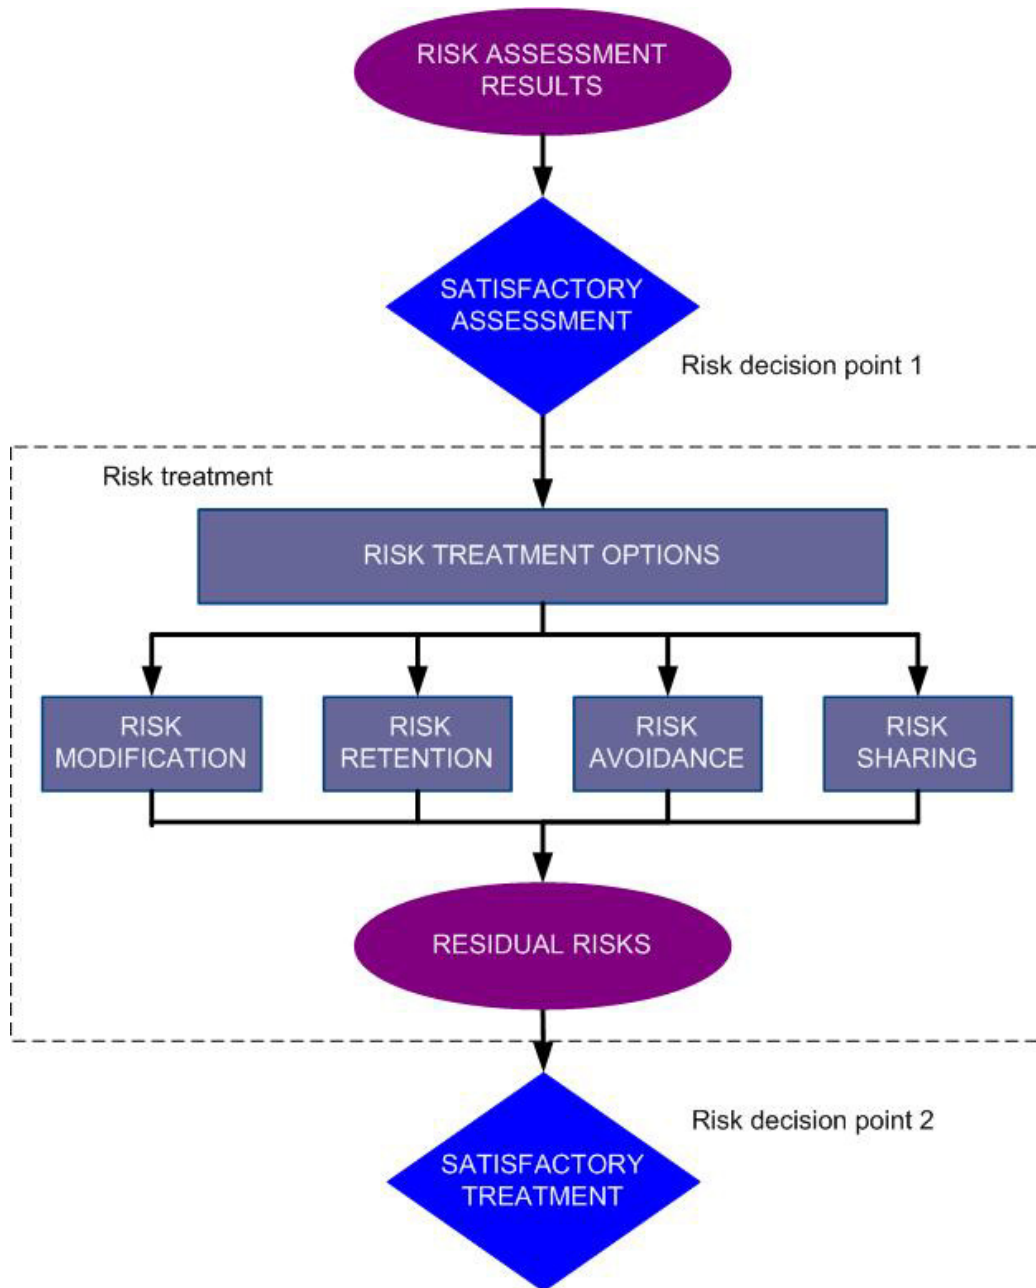 RISK ASSESSMENT
RESULTS
SATISFACTORY
ASSESSMENT
Risk decision point 1
Risk treatment
RISK TREATMENT OPTIONS
RISK
MODIFICATION
RISK
RETENTION
RISK
AVOIDANCE
RISK
SHARING
RESIDUAL RISKS
Risk decision point 2
SATISFACTORY
TREATMENT